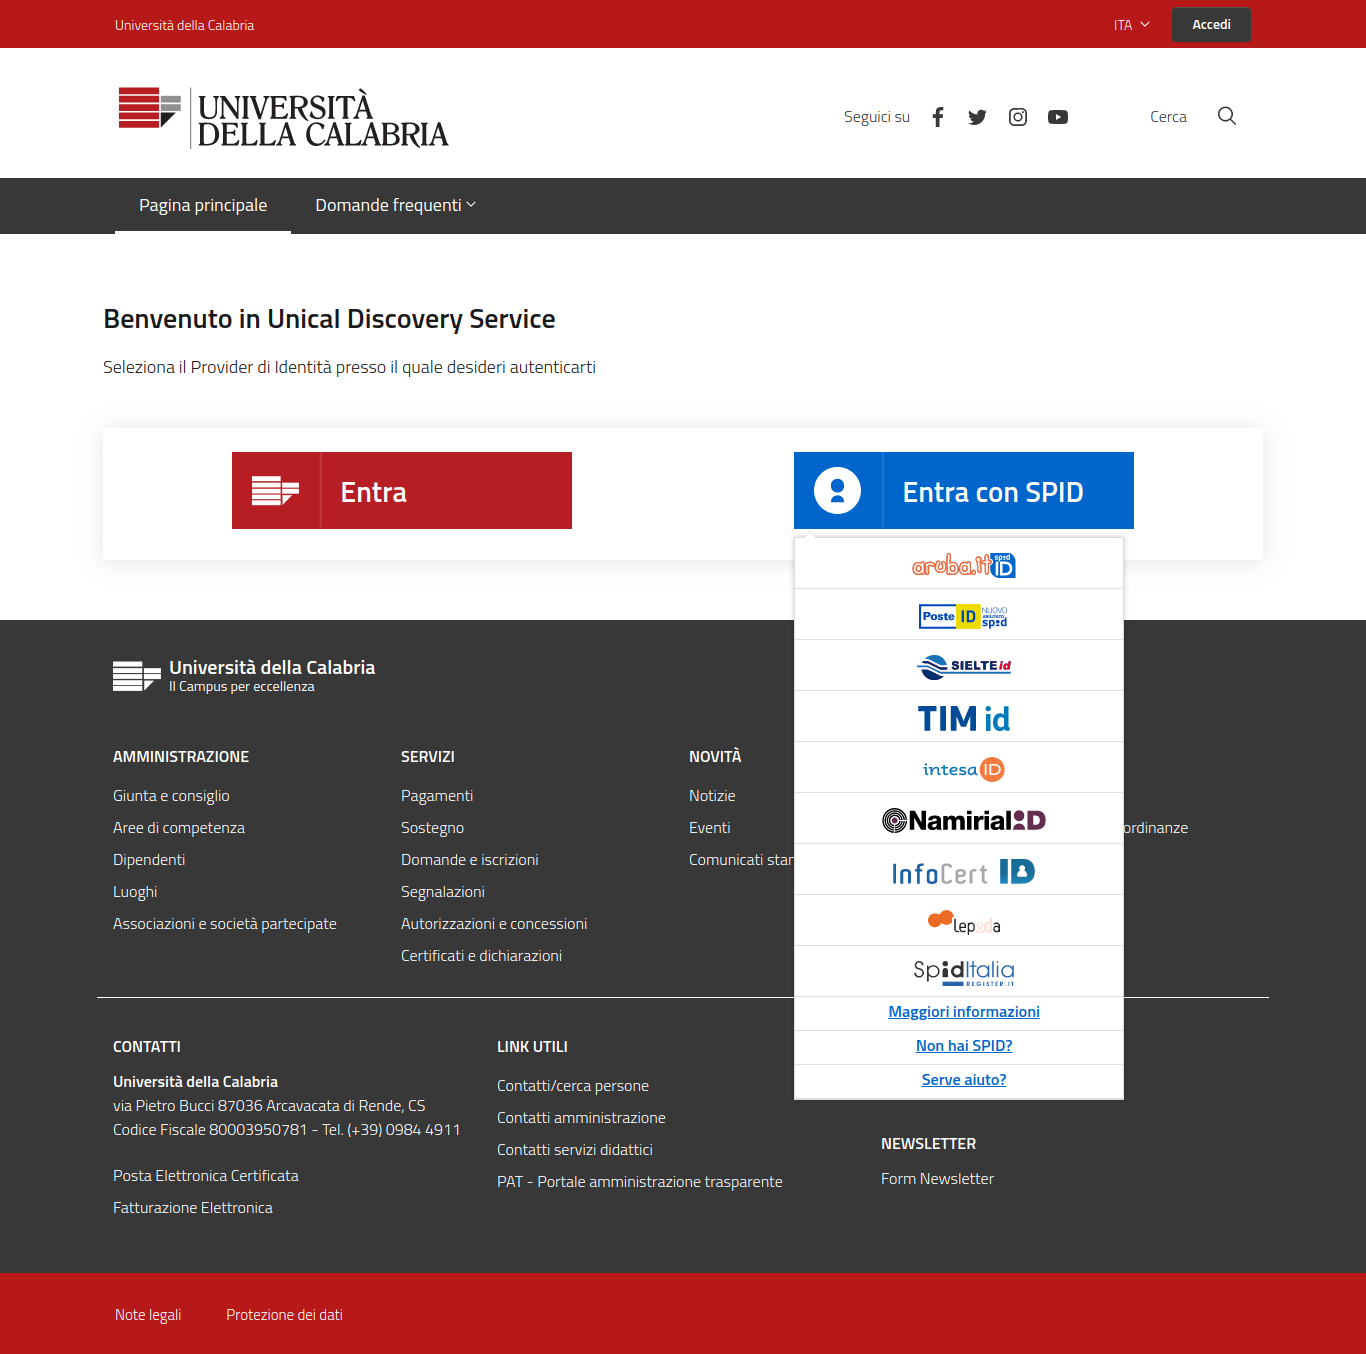 Università della Calabria
ITA
Accedi
UNIVERSITÀ
DELLA CALABRIA
Seguici su
Cerca
Pagina principale
Domande frequenti
Benvenuto in Unical Discovery Service
Seleziona il Provider di Identità presso il quale desideri autenticarti
Entra
Entra con SPID
aruba.it spid ID
Poste ID NUOVO ABILITATO spid
SIELTE id
TIM id
intesa ID
Namirial ID
InfoCert ID
lepida
SpidItalia
REGISTER.IT
Maggiori informazioni
Non hai SPID?
Serve aiuto?
Università della Calabria
Il Campus per eccellenza
AMMINISTRAZIONE
Giunta e consiglio
Aree di competenza
Dipendenti
Luoghi
Associazioni e società partecipate
SERVIZI
Pagamenti
Sostegno
Domande e iscrizioni
Segnalazioni
Autorizzazioni e concessioni
Certificati e dichiarazioni
NOVITÀ
Notizie
Eventi
Comunicati star
ordinanze
CONTATTI
Università della Calabria
via Pietro Bucci 87036 Arcavacata di Rende, CS
Codice Fiscale 80003950781 - Tel. (+39) 0984 4911
Posta Elettronica Certificata
Fatturazione Elettronica
LINK UTILI
Contatti/cerca persone
Contatti amministrazione
Contatti servizi didattici
PAT - Portale amministrazione trasparente
NEWSLETTER
Form Newsletter
Note legali
Protezione dei dati